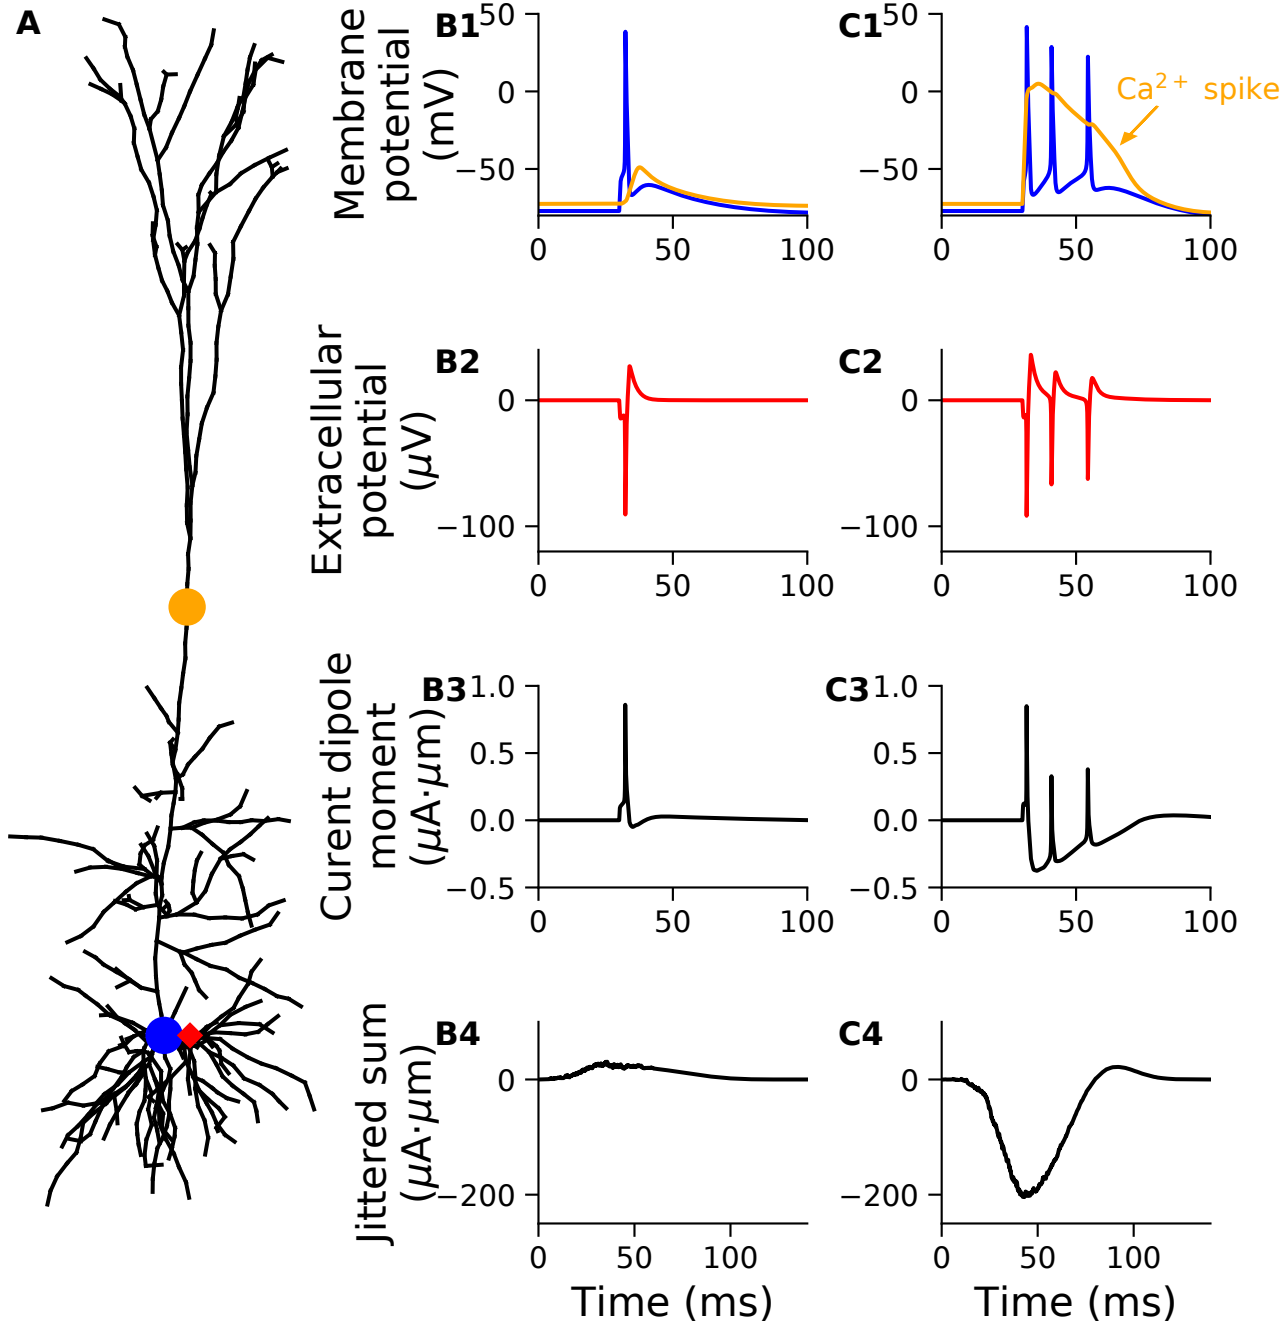 A
Membrane
potential
(mV)
B1
50
0
−50
0
50
100
C1
50
0
−50
0
50
100
Ca2+ spike
Extracellular
potential
(μV)
B2
0
−100
0
50
100
C2
0
−100
0
50
100
Curent dipole
moment
(μA·μm)
B3
1.0
0.5
0.0
−0.5
0
50
100
C3
1.0
0.5
0.0
−0.5
0
50
100
Jittered sum
(μA·μm)
B4
0
−200
0
50
100
Time (ms)
C4
0
−200
0
50
100
Time (ms)